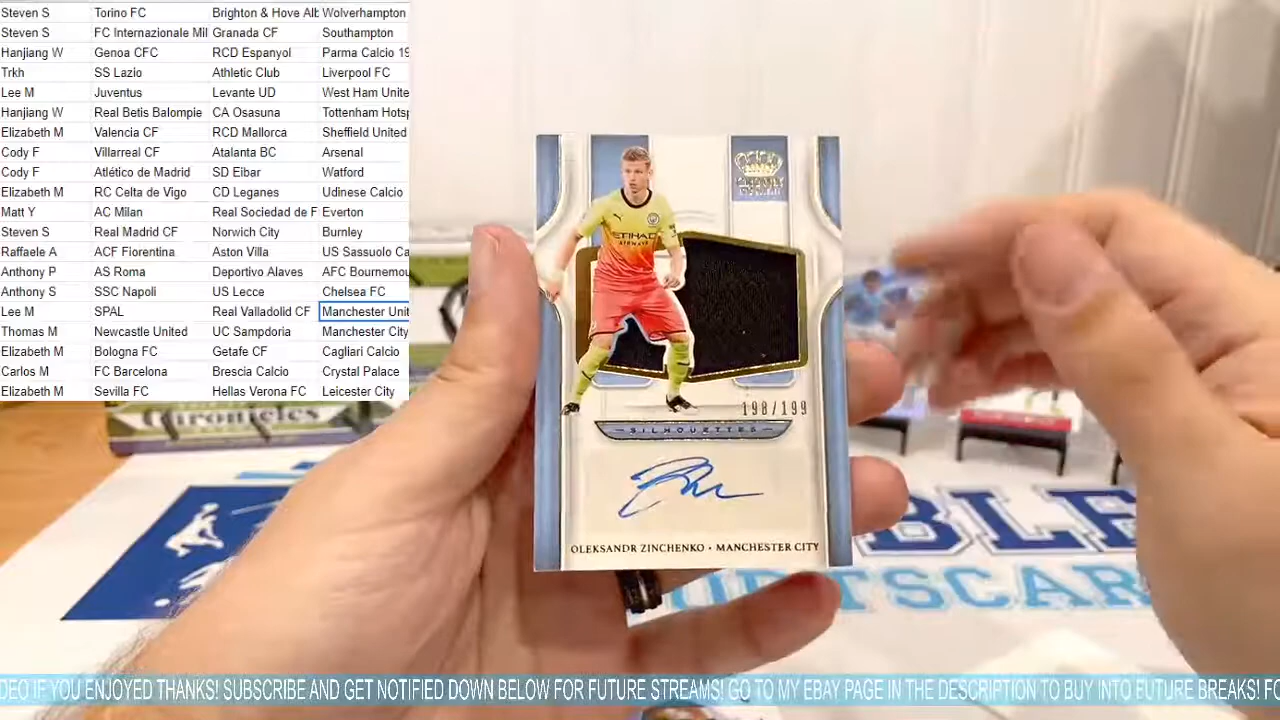 Steven S Torino FC Brighton & Hove Alb Wolverhampton
Steven S FC Internazionale Mil Granada CF Southampton
Hanjiang W Genoa CFC RCD Espanyol Parma Calcio 19
Trkh SS Lazio Athletic Club Liverpool FC
Lee M Juventus Levante UD West Ham Unite
Hanjiang W Real Betis Balompie CA Osasuna Tottenham Hotsp
Elizabeth M Valencia CF RCD Mallorca Sheffield United
Cody F Villarreal CF Atalanta BC Arsenal
Cody F Atlético de Madrid SD Eibar Watford
Elizabeth M RC Celta de Vigo CD Leganes Udinese Calcio
Matt Y AC Milan Real Sociedad de F Everton
Steven S Real Madrid CF Norwich City Burnley
Raffaele A ACF Fiorentina Aston Villa US Sassuolo Ca
Anthony P AS Roma Deportivo Alaves AFC Bournemou
Anthony S SSC Napoli US Lecce Chelsea FC
Lee M SPAL Real Valladolid CF Manchester Unit
Thomas M Newcastle United UC Sampdoria Manchester City
Elizabeth M Bologna FC Getafe CF Cagliari Calcio
Carlos M FC Barcelona Brescia Calcio Crystal Palace
Elizabeth M Sevilla FC Hellas Verona FC Leicester City
CROWN
ETIHAD
AIRWAYS
198/199
SILHOUETTES
OLEKSANDR ZINCHENKO • MANCHESTER CITY
Chronicles
BLE
RTSCAR
DEO IF YOU ENJOYED THANKS! SUBSCRIBE AND GET NOTIFIED DOWN BELOW FOR FUTURE STREAMS! GO TO MY EBAY PAGE IN THE DESCRIPTION TO BUY INTO FUTURE BREAKS! FO